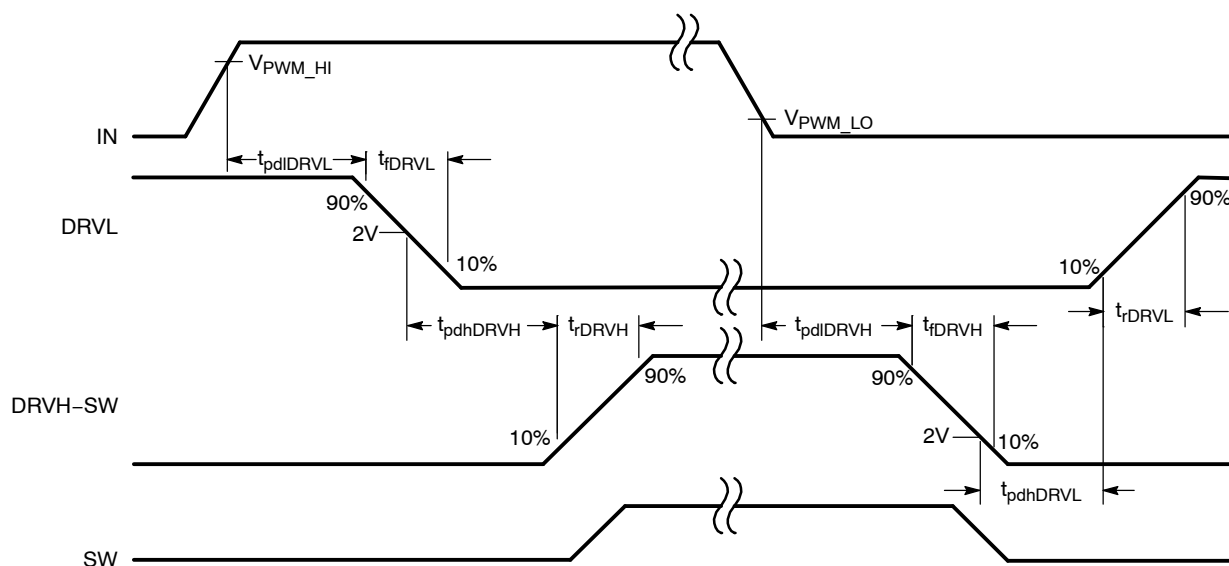 VPWM_HI
IN
VPWM_LO
tpdlDRVL
tfDRVL
90%
90%
DRVL
2V
10%
10%
tpdhDRVH
trDRVH
tpdlDRVH
tfDRVH
trDRVL
90%
90%
DRVH−SW
10%
2V
10%
tpdhDRVL
SW